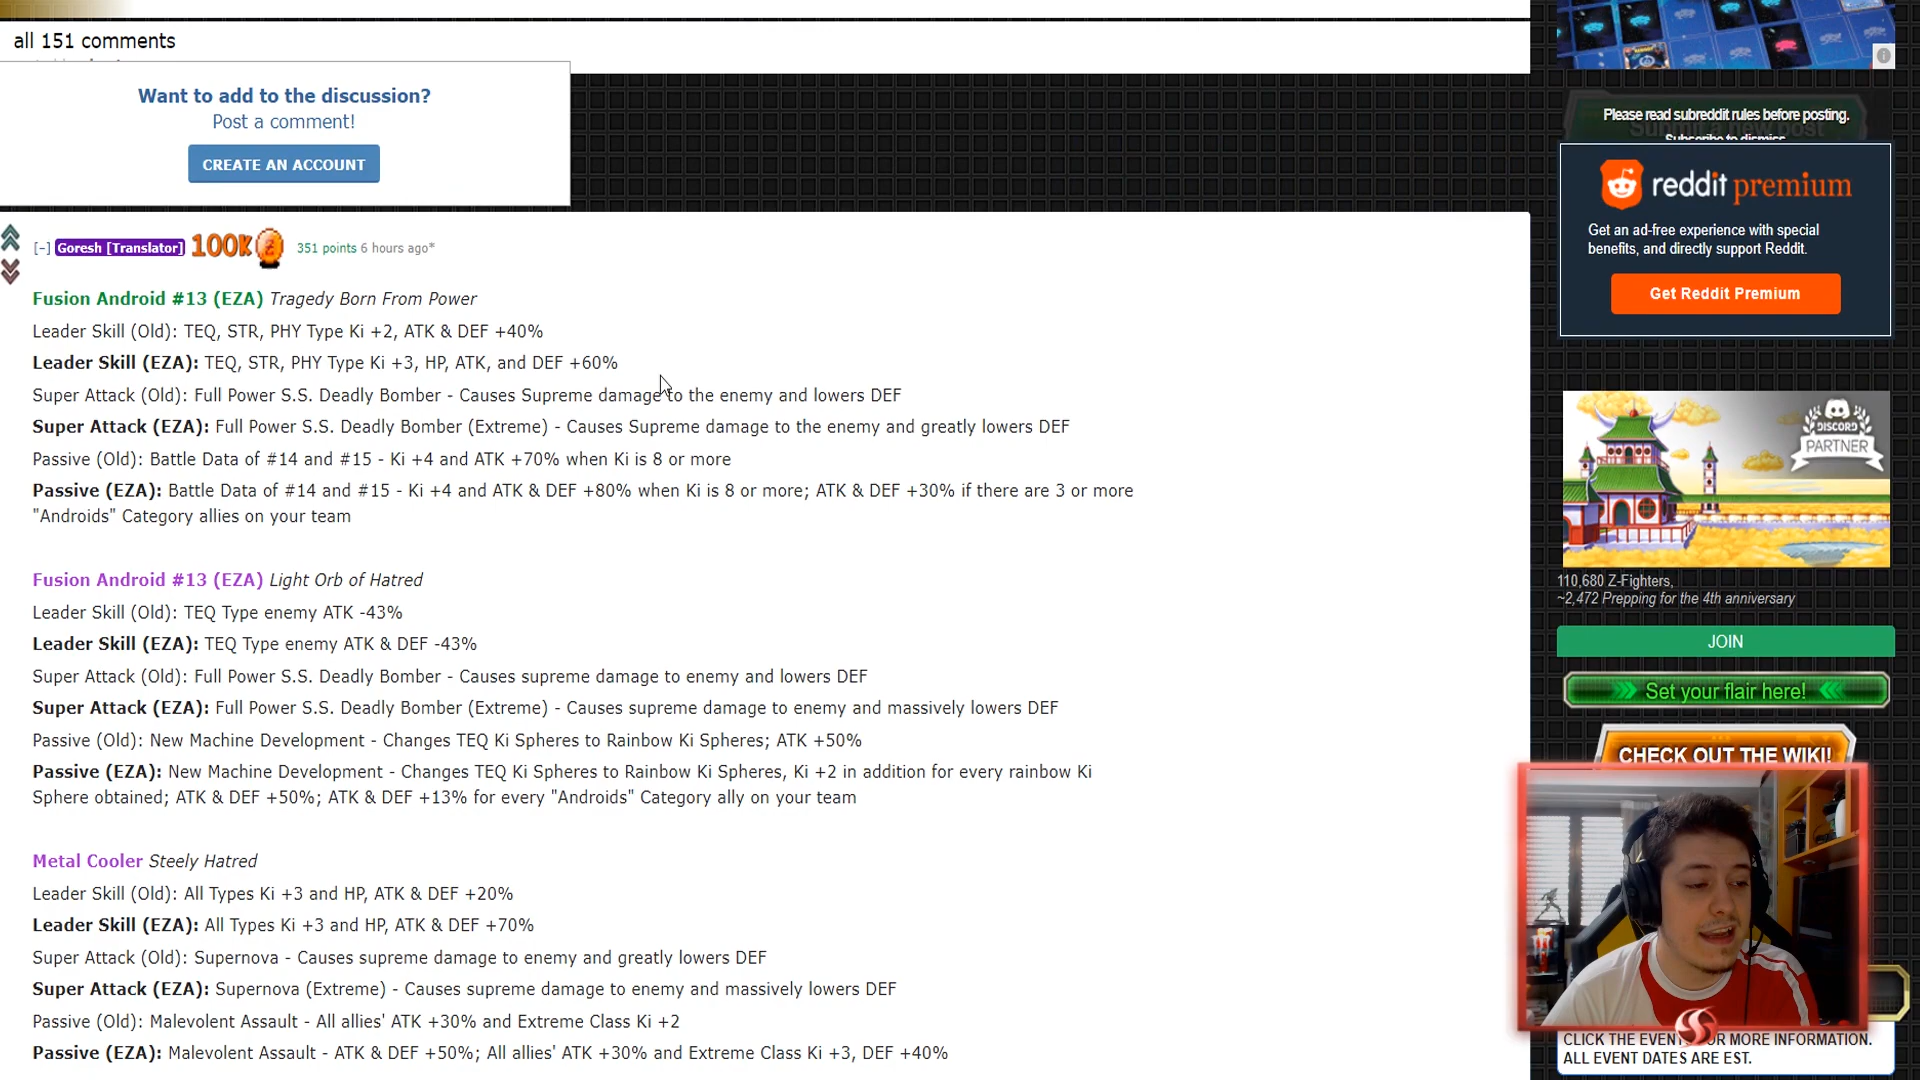 all 151 comments
Want to add to the discussion?
Post a comment!
CREATE AN ACCOUNT
[-] Goresh [Translator] 100K 351 points 6 hours ago*
Fusion Android #13 (EZA) Tragedy Born From Power
Leader Skill (Old): TEQ, STR, PHY Type Ki +2, ATK & DEF +40%
Leader Skill (EZA): TEQ, STR, PHY Type Ki +3, HP, ATK, and DEF +60%
Super Attack (Old): Full Power S.S. Deadly Bomber - Causes Supreme damage to the enemy and lowers DEF
Super Attack (EZA): Full Power S.S. Deadly Bomber (Extreme) - Causes Supreme damage to the enemy and greatly lowers DEF
Passive (Old): Battle Data of #14 and #15 - Ki +4 and ATK +70% when Ki is 8 or more
Passive (EZA): Battle Data of #14 and #15 - Ki +4 and ATK & DEF +80% when Ki is 8 or more; ATK & DEF +30% if there are 3 or more
"Androids" Category allies on your team
Fusion Android #13 (EZA) Light Orb of Hatred
Leader Skill (Old): TEQ Type enemy ATK -43%
Leader Skill (EZA): TEQ Type enemy ATK & DEF -43%
Super Attack (Old): Full Power S.S. Deadly Bomber - Causes supreme damage to enemy and lowers DEF
Super Attack (EZA): Full Power S.S. Deadly Bomber (Extreme) - Causes supreme damage to enemy and massively lowers DEF
Passive (Old): New Machine Development - Changes TEQ Ki Spheres to Rainbow Ki Spheres; ATK +50%
Passive (EZA): New Machine Development - Changes TEQ Ki Spheres to Rainbow Ki Spheres, Ki +2 in addition for every rainbow Ki
Sphere obtained; ATK & DEF +50%; ATK & DEF +13% for every "Androids" Category ally on your team
Metal Cooler Steely Hatred
Leader Skill (Old): All Types Ki +3 and HP, ATK & DEF +20%
Leader Skill (EZA): All Types Ki +3 and HP, ATK & DEF +70%
Super Attack (Old): Supernova - Causes supreme damage to enemy and greatly lowers DEF
Super Attack (EZA): Supernova (Extreme) - Causes supreme damage to enemy and massively lowers DEF
Passive (Old): Malevolent Assault - All allies' ATK +30% and Extreme Class Ki +2
Passive (EZA): Malevolent Assault - ATK & DEF +50%; All allies' ATK +30% and Extreme Class Ki +3, DEF +40%
Please read subreddit rules before posting.
Submit a new post
Subscribe to dismiss
reddit premium
Get an ad-free experience with special
benefits, and directly support Reddit.
Get Reddit Premium
DISCORD
PARTNER
110,680 Z-Fighters,
~2,472 Prepping for the 4th anniversary
JOIN
Set your flair here!
CHECK OUT THE WIKI!
CLICK THE EVENT OR MORE INFORMATION.
ALL EVENT DATES ARE EST.